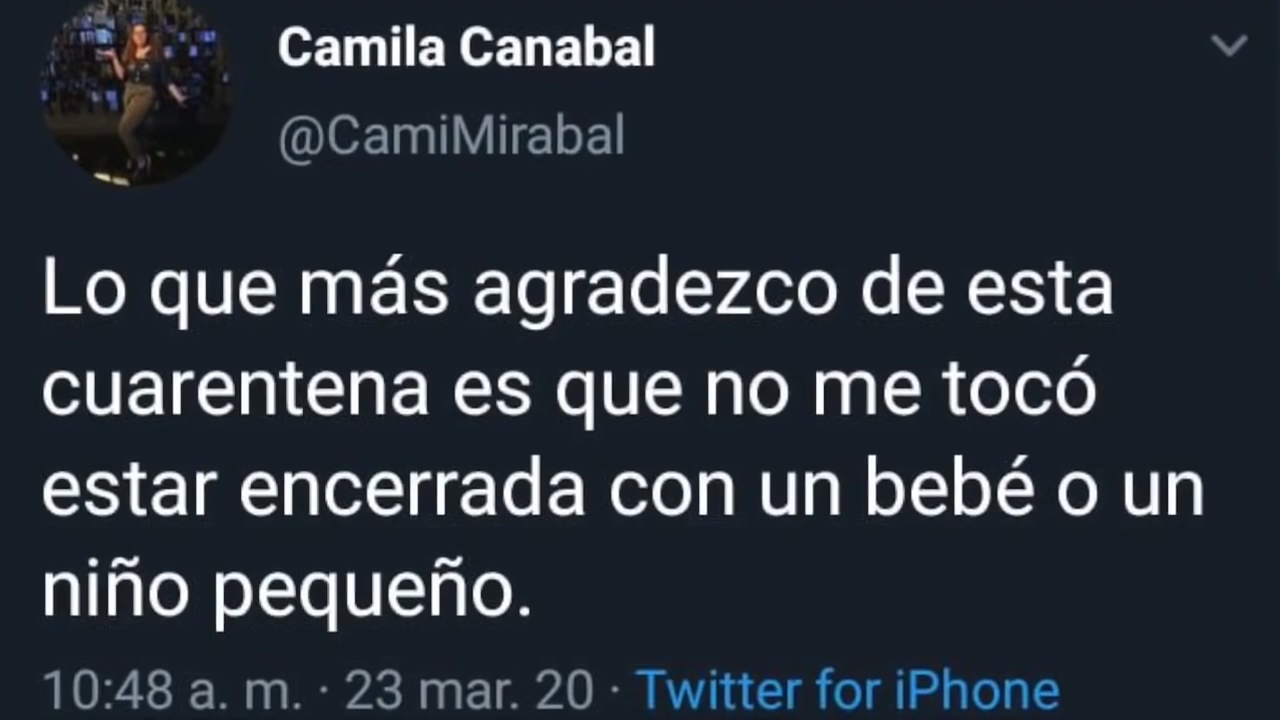 Camila Canabal
@CamiMirabal
Lo que más agradezco de esta
cuarentena es que no me tocó
estar encerrada con un bebé o un
niño pequeño.
10:48 a. m. · 23 mar. 20 · Twitter for iPhone